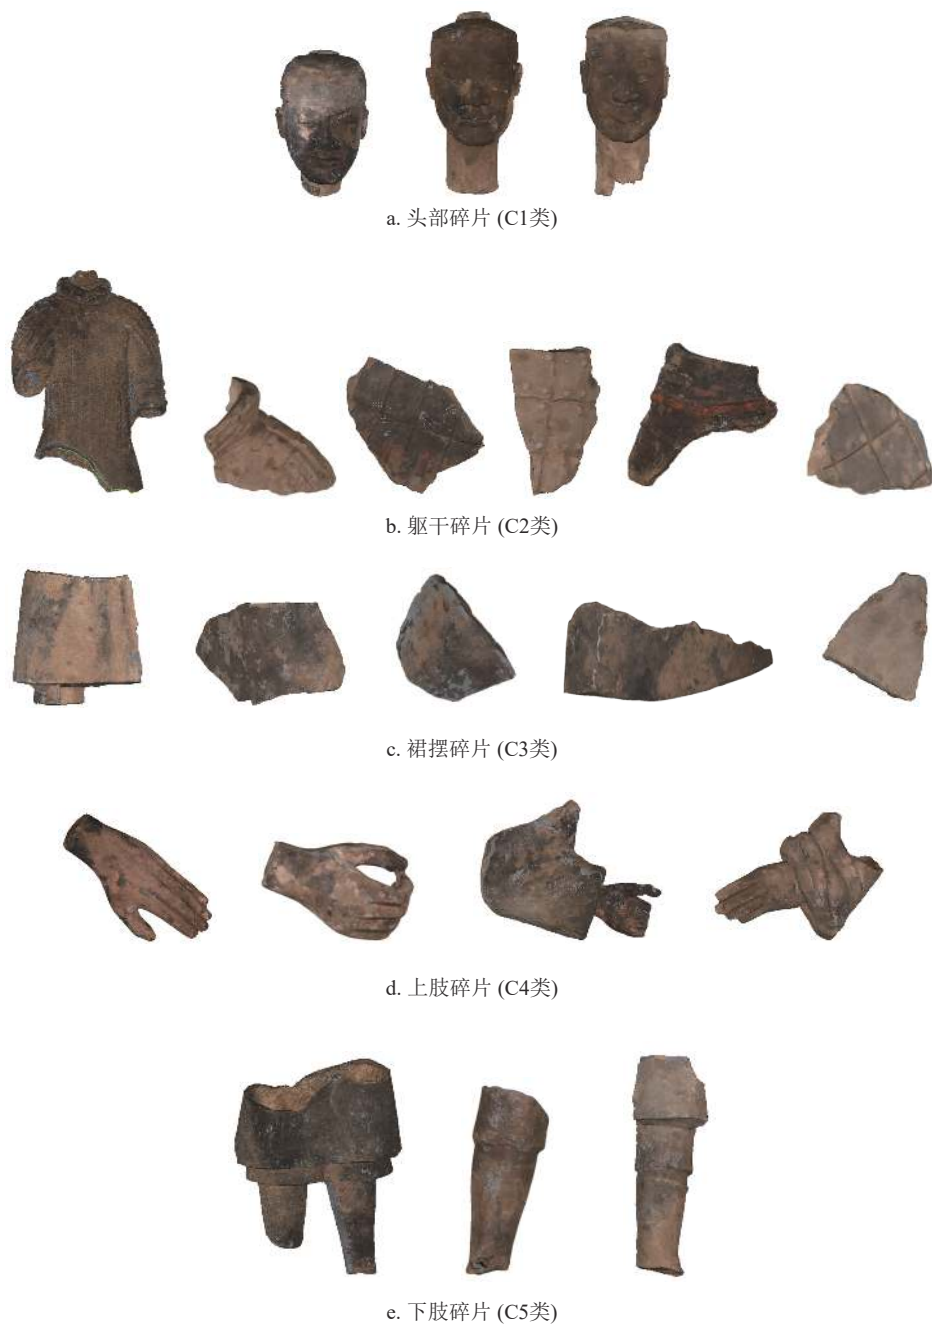 a. 头部碎片 (C1类)
b. 躯干碎片 (C2类)
c. 裙摆碎片 (C3类)
d. 上肢碎片 (C4类)
e. 下肢碎片 (C5类)